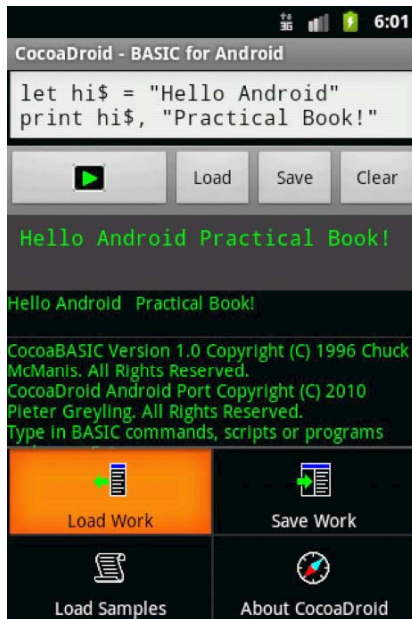 3G 6:01
CocoaDroid - BASIC for Android
let hi$ = "Hello Android"
print hi$, "Practical Book!"
Load Save Clear
Hello Android Practical Book!
Hello Android Practical Book!
CocoaBASIC Version 1.0 Copyright (C) 1996 Chuck
McManis. All Rights Reserved.
CocoaDroid Android Port Copyright (C) 2010
Pieter Greyling. All Rights Reserved.
Type in BASIC commands, scripts or programs
Load Work Save Work
Load Samples About CocoaDroid